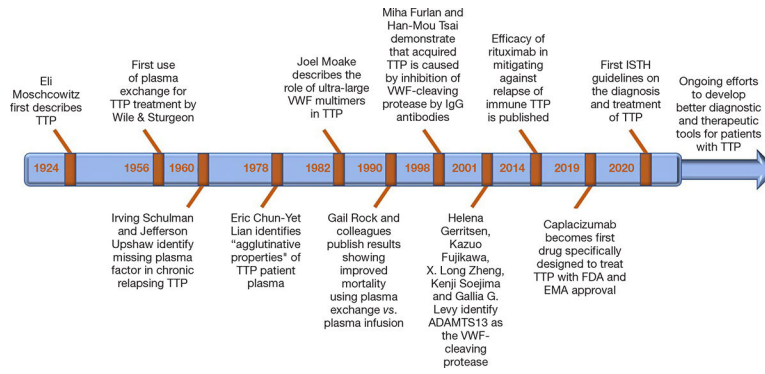 Eli
Moschcowitz
first describes
TTP
First use
of plasma
exchange for
TTP treatment by
Wile & Sturgeon
Joel Moake
describes the
role of ultra-large
VWF multimers
in TTP
Miha Furlan and
Han-Mou Tsai
demonstrate
that acquired
TTP is caused
by inhibition of
VWF-cleaving
protease by IgG
antibodies
Efficacy of
rituximab in
mitigating
against
relapse of
immune TTP
is published
First ISTH
guidelines on
the diagnosis
and treatment
of TTP
Ongoing efforts
to develop
better diagnostic
and therapeutic
tools for patients
with TTP
1924 1956 1960 1978 1982 1990 1998 2001 2014 2019 2020
Irving Schulman
and Jefferson
Upshaw identify
missing plasma
factor in chronic
relapsing TTP
Eric Chun-Yet
Lian identifies
“agglutinative
properties" of
TTP patient
plasma
Gail Rock and
colleagues
publish results
showing
improved
mortality
using plasma
exchange vs.
plasma infusion
Helena
Gerritsen,
Kazuo
Fujikawa,
X. Long Zheng,
Kenji Soejima
and Gallia G.
Levy identify
ADAMTS13 as
the VWF-
cleaving
protease
Caplacizumab
becomes first
drug specifically
designed to treat
TTP with FDA and
EMA approval